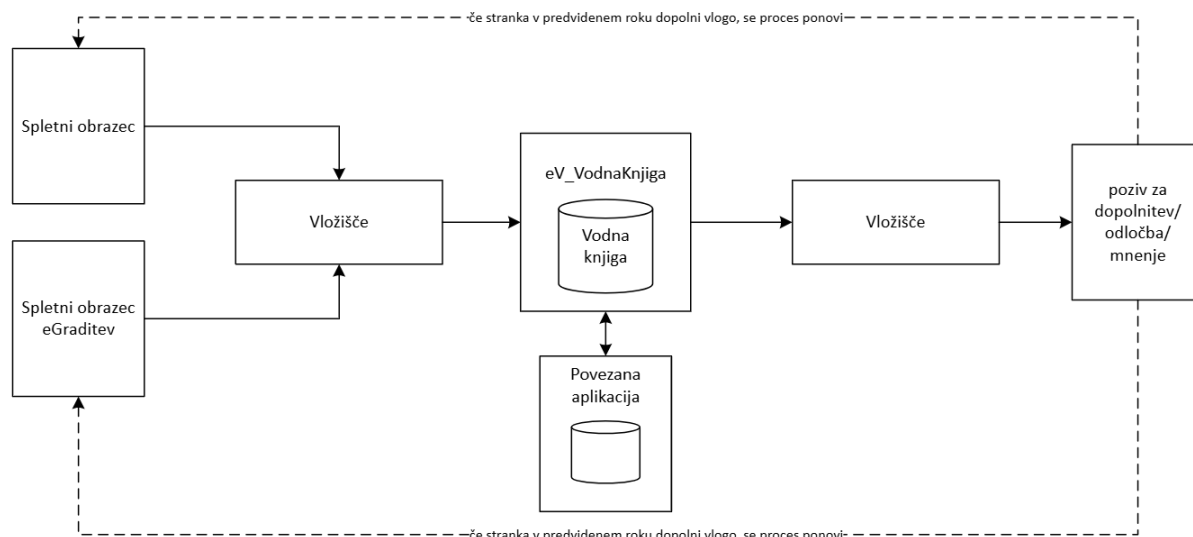 če stranka v predvidenem roku dopolni vlogo, se proces ponovi
Spletni obrazec
Spletni obrazec
eGraditev
Vložišče
eV_VodnaKnjiga
Vodna
knjiga
Povezana
aplikacija
Vložišče
poziv za
dopolnitev/
odločba/
mnenje
če stranka v predvidenem roku dopolni vlogo, se proces ponovi